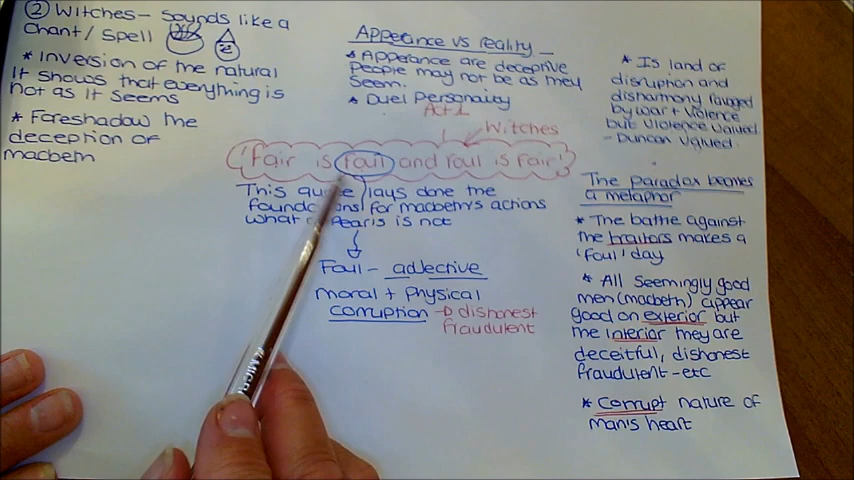 ② Witches - Sounds like a
Chant / Spell
2
* Inversion of the natural
It shows that everything is
not as it seems
* Foreshadow the
deception of
macbeth
Apperance vs reality
* Apperance are deceptive
People may not be as they
Seem.
* Duel Personality
Act 1
Witches
'Fair is foul and foul is fair'
This quote lays done the
foundations for macbeth's actions
what appears is not
Foul - adjective
moral + Physical
corruption → dishonest
fraudulent
* Is land of
disruption and
disharmony ravged
by war + violence
but violence valued
- Duncan valued.
The paradox becomes
a metaphor
* The battle against
the traitors makes a
'foul' day
* All Seemingly good
men (macbeth) appear
good on exterior but
the interior they are
deceitful, dishonest
fraudulent - etc
* Corrupt nature of
man's heart